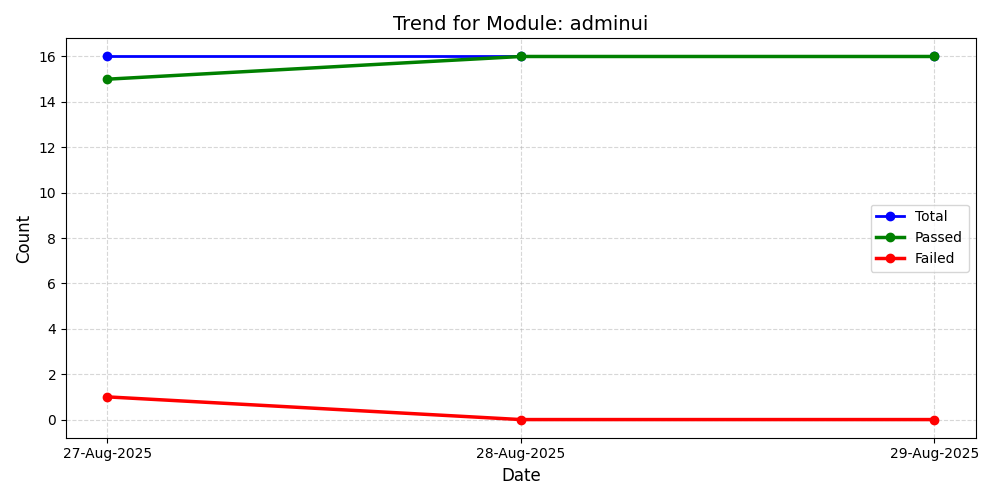 Trend for Module: adminui
Count
16
14
12
10
8
6
4
2
0
Total
Passed
Failed
27-Aug-2025
28-Aug-2025
29-Aug-2025
Date